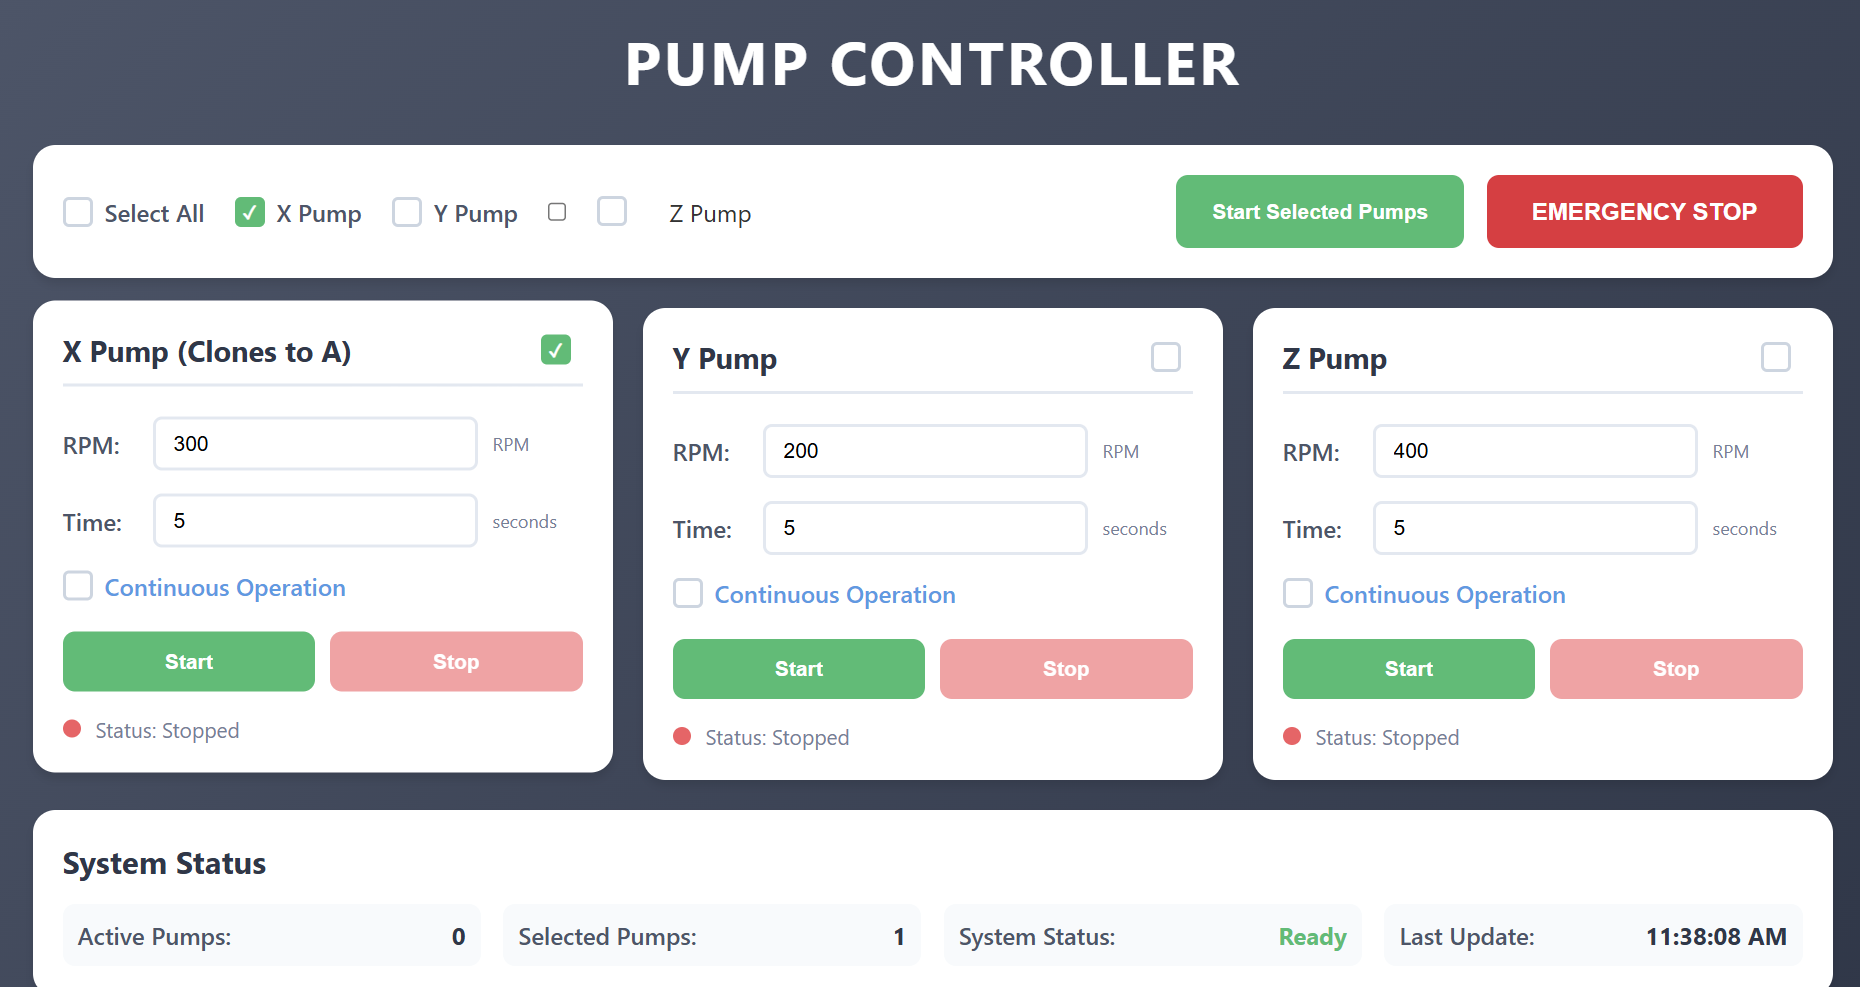 PUMP CONTROLLER
Select All X Pump Y Pump Z Pump
Start Selected Pumps EMERGENCY STOP
X Pump (Clones to A)
RPM: 300 RPM
Time: 5 seconds
Continuous Operation
Start Stop
Status: Stopped
Y Pump
RPM: 200 RPM
Time: 5 seconds
Continuous Operation
Start Stop
Status: Stopped
Z Pump
RPM: 400 RPM
Time: 5 seconds
Continuous Operation
Start Stop
Status: Stopped
System Status
Active Pumps: 0
Selected Pumps: 1
System Status: Ready
Last Update: 11:38:08 AM